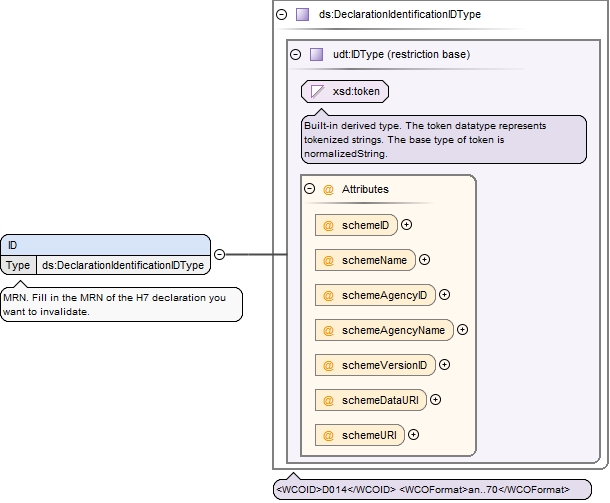 ds:DeclarationIdentificationIDType
udt:IDType (restriction base)
xsd:token
Built-in derived type. The token datatype represents
tokenized strings. The base type of token is
normalizedString.
@ Attributes
@ schemeID
@ schemeName
@ schemeAgencyID
@ schemeAgencyName
@ schemeVersionID
@ schemeDataURI
@ schemeURI
ID
Type ds:DeclarationIdentificationIDType
MRN. Fill in the MRN of the H7 declaration you
want to invalidate.
<WCOID>D014</WCOID> <WCOFormat>an..70</WCOFormat>